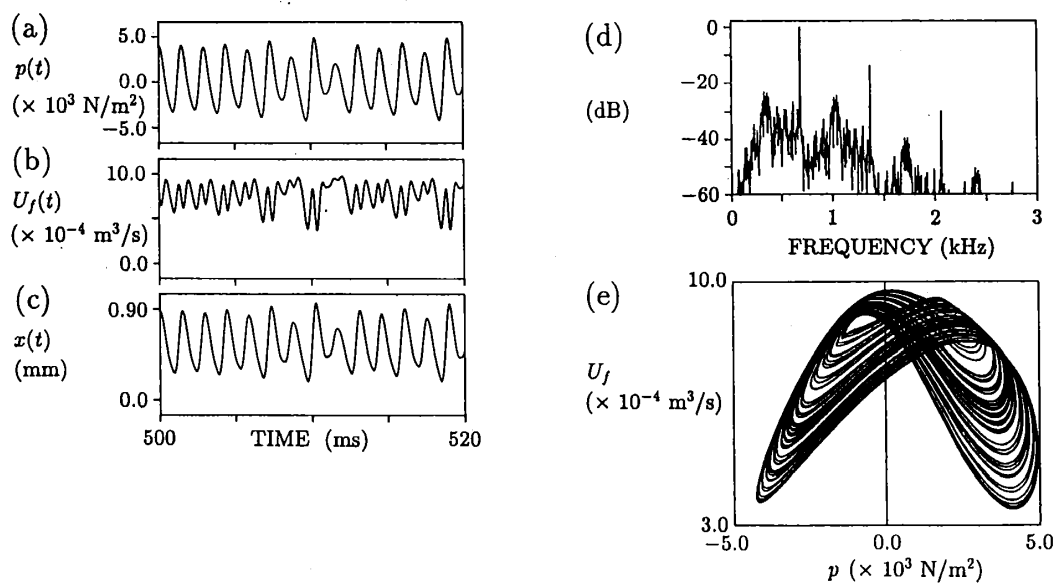 (a)
p(t)
(× 10³ N/m²)
5.0
0.0
−5.0
(b)
U_f(t)
(× 10⁻⁴ m³/s)
10.0
0.0
(c)
x(t)
(mm)
0.90
0.0
500 TIME (ms) 520
(d)
(dB)
0
−20
−40
−60
0 1 2 3
FREQUENCY (kHz)
(e)
U_f
(× 10⁻⁴ m³/s)
10.0
3.0
−5.0 0.0 5.0
p (× 10³ N/m²)